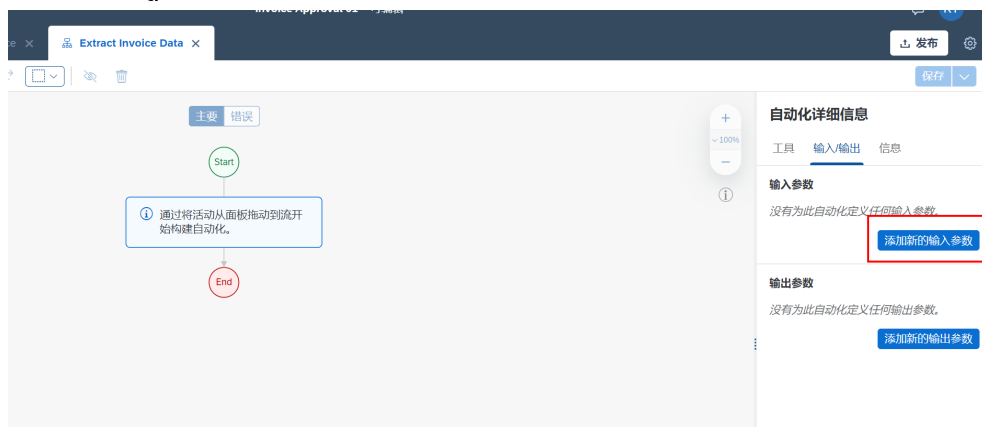 Invoice Approval 01
Extract Invoice Data
发布
保存
主要 错误
自动化详细信息
工具 输入/输出 信息
100%
Start
输入参数
通过将活动从面板拖动到流开
始构建自动化。
没有为此自动化定义任何输入参数。
添加新的输入参数
End
输出参数
没有为此自动化定义任何输出参数。
添加新的输出参数